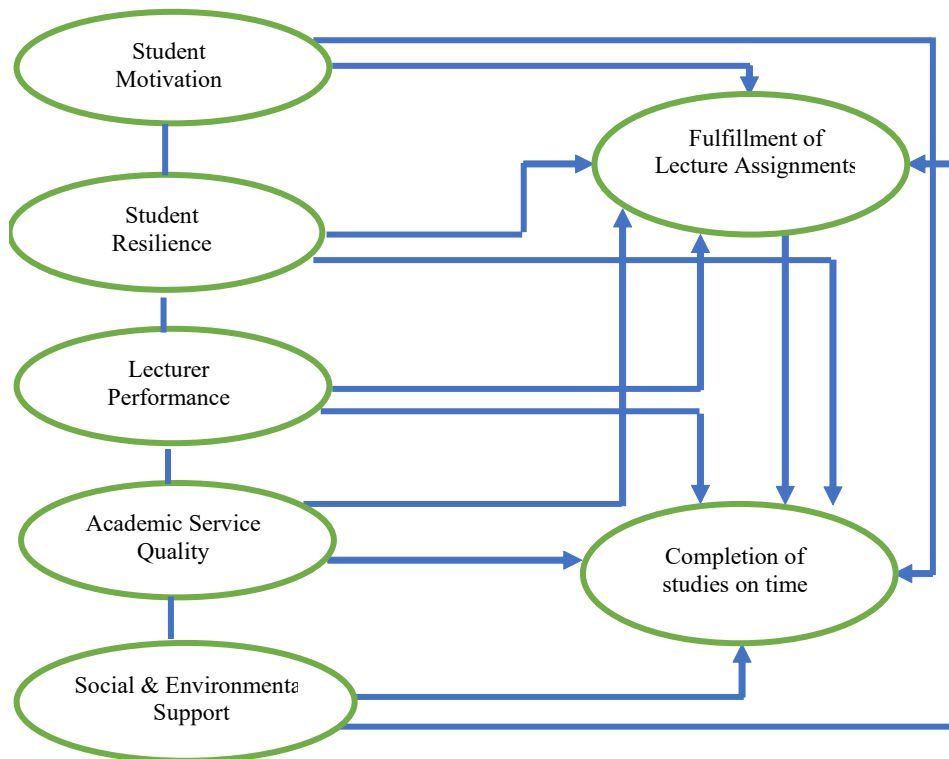 Student
Motivation
Fulfillment of
Lecture Assignments
Student
Resilience
Lecturer
Performance
Academic Service
Quality
Completion of
studies on time
Social & Environmenta
Support